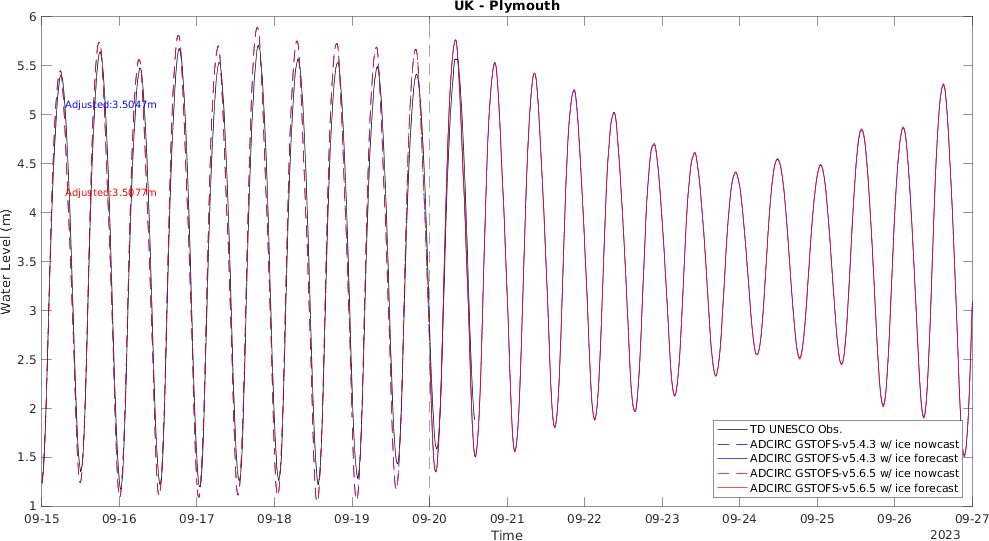 UK - Plymouth
6
5.5
5
4.5
4
3.5
3
2.5
2
1.5
1
Water Level (m)
Adjusted:3.5047m
Adjusted:3.5077m
TD UNESCO Obs.
ADCIRC GSTOFS-v5.4.3 w/ ice nowcast
ADCIRC GSTOFS-v5.4.3 w/ ice forecast
ADCIRC GSTOFS-v5.6.5 w/ ice nowcast
ADCIRC GSTOFS-v5.6.5 w/ ice forecast
09-15 09-16 09-17 09-18 09-19 09-20 09-21 09-22 09-23 09-24 09-25 09-26 09-27
Time
2023